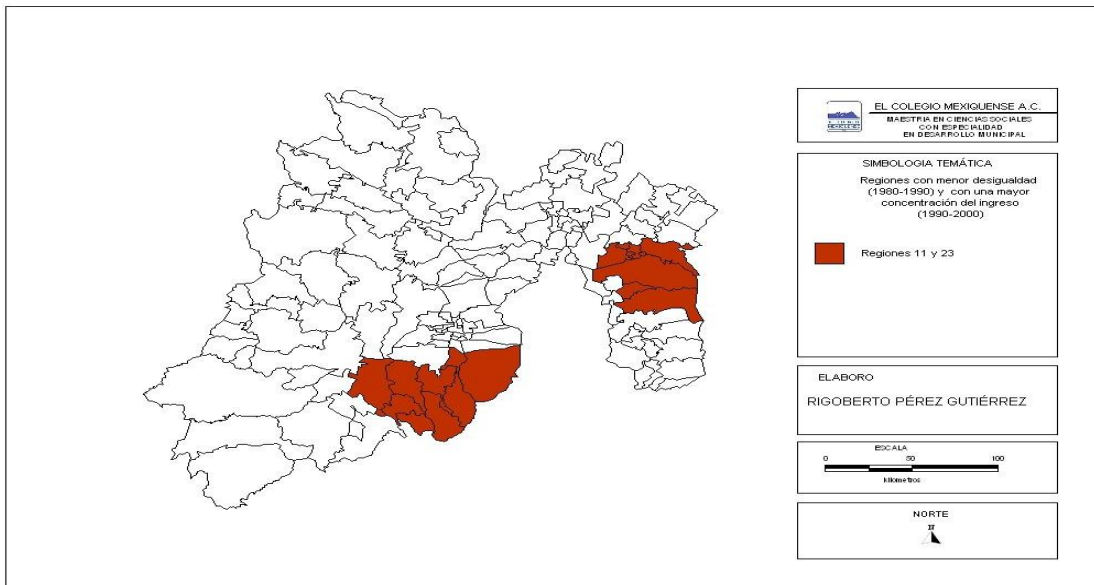 EL COLEGIO MEXIQUENSE A.C.
MAESTRIA EN CIENCIAS SOCIALES
CON ESPECIALIDAD
EN DESARROLLO MUNICIPAL
SIMBOLOGIA TEMÁTICA
Regiones con menor desigualdad
(1980-1990) y con una mayor
concentración del ingreso
(1990-2000)
Regiones 11 y 23
ELABORO
RIGOBERTO PÉREZ GUTIÉRREZ
ESCALA
0 50 100
kilometros
NORTE
N